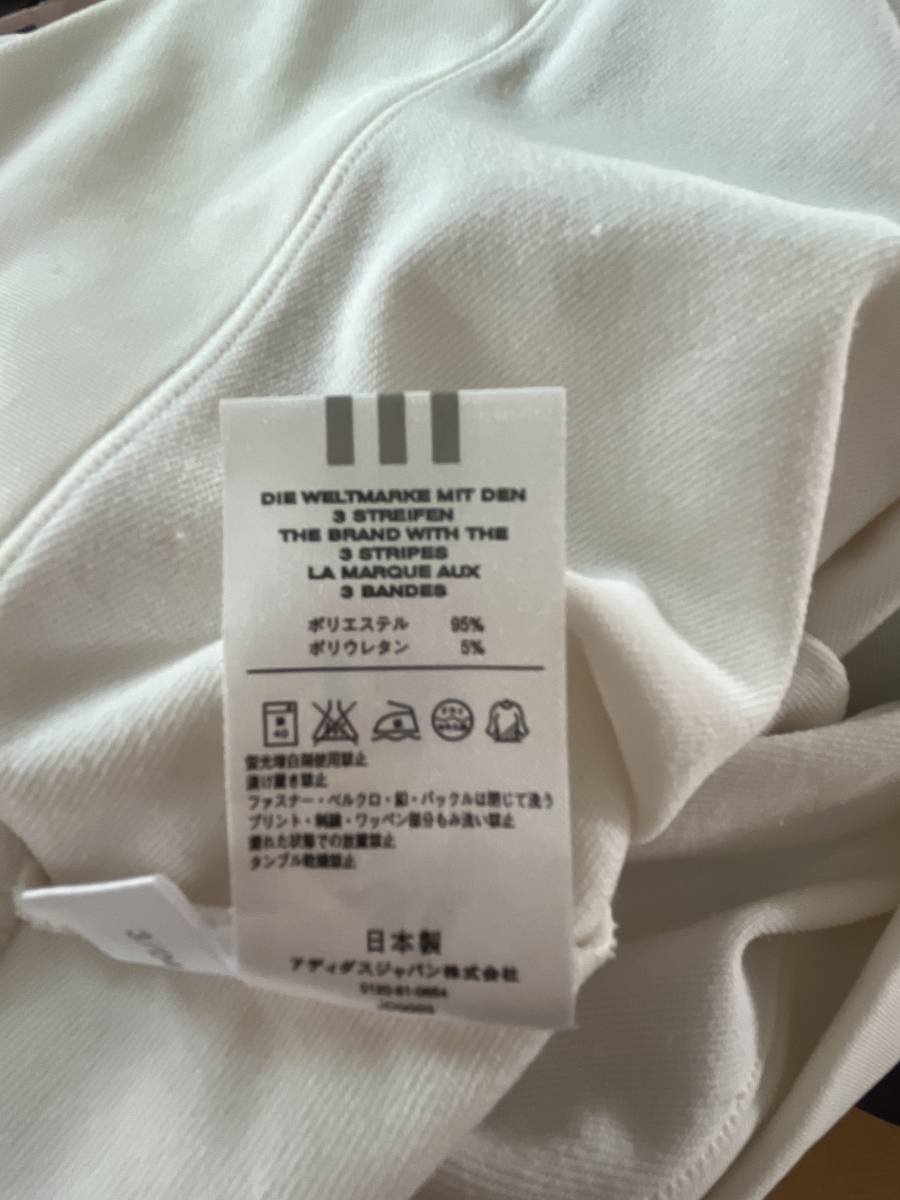 DIE WELTMARKE MIT DEN
3 STREIFEN
THE BRAND WITH THE
3 STRIPES
LA MARQUE AUX
3 BANDES
ポリエステル 95%
ポリウレタン 5%
40
蛍光増白剤使用禁止
漬け置き禁止
ファスナー・ベルクロ・釦・バックルは閉じて洗う
プリント・刺繍・ワッペン部分もみ洗い禁止
濡れた状態での放置禁止
タンブル乾燥禁止
日本製
アディダスジャパン株式会社